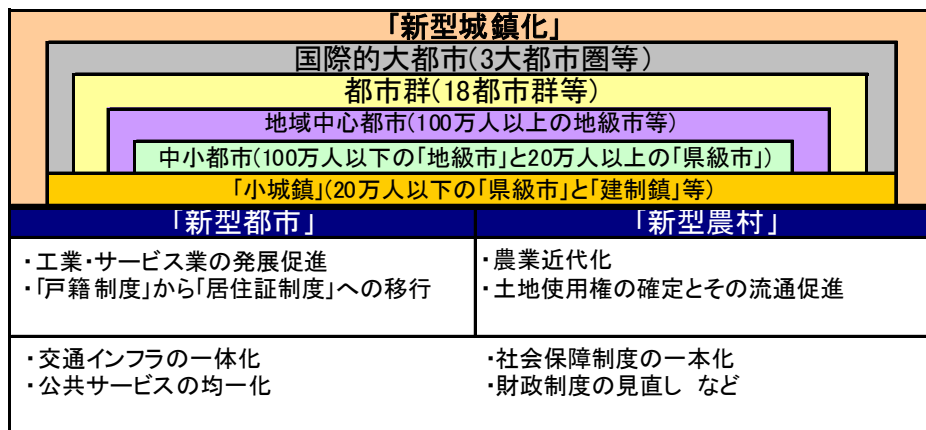 「新型城鎮化」
国際的大都市(3大都市圏等)
都市群(18都市群等)
地域中心都市(100万人以上の地級市等)
中小都市(100万人以下の「地級市」と20万人以上の「県級市」)
「小城鎮」(20万人以下の「県級市」と「建制鎮」等)
「新型都市」
「新型農村」
・工業・サービス業の発展促進
・「戸籍制度」から「居住証制度」への移行
・農業近代化
・土地使用権の確定とその流通促進
・交通インフラの一体化
・公共サービスの均一化
・社会保障制度の一本化
・財政制度の見直し など